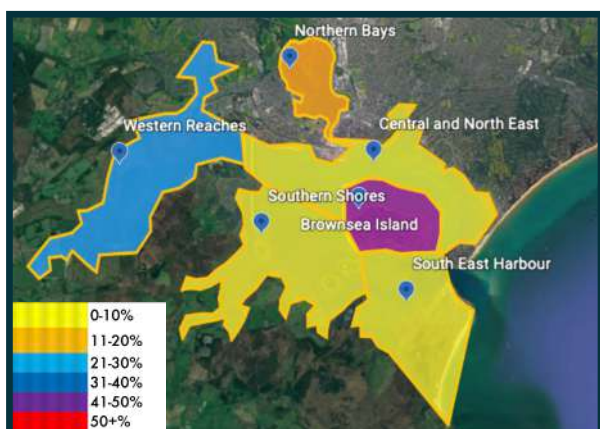 Northern Bays
Western Reaches
Central and North East
Southern Shores
Brownsea Island
South East Harbour
0-10%
11-20%
21-30%
31-40%
41-50%
50+%